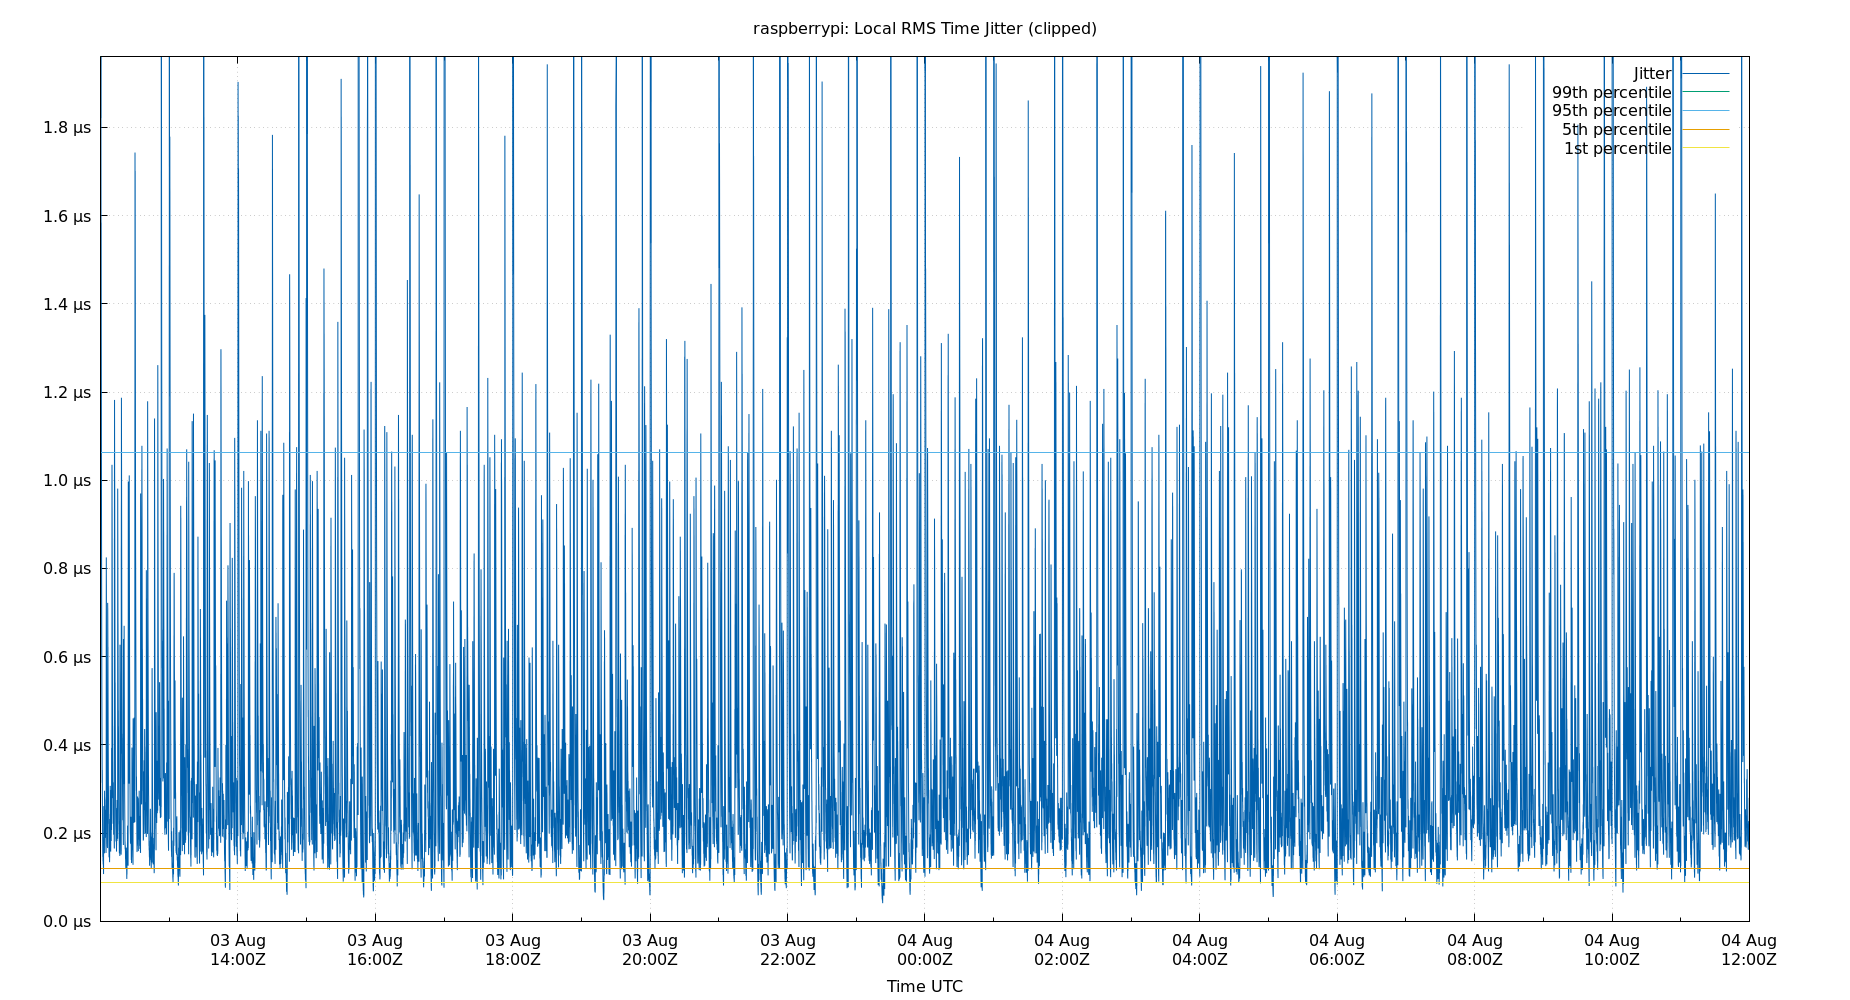 raspberrypi: Local RMS Time Jitter (clipped)
Jitter
99th percentile
95th percentile
5th percentile
1st percentile
1.8 µs
1.6 µs
1.4 µs
1.2 µs
1.0 µs
0.8 µs
0.6 µs
0.4 µs
0.2 µs
0.0 µs
03 Aug 03 Aug 03 Aug 03 Aug 03 Aug 04 Aug 04 Aug 04 Aug 04 Aug 04 Aug 04 Aug 04 Aug
14:00Z 16:00Z 18:00Z 20:00Z 22:00Z 00:00Z 02:00Z 04:00Z 06:00Z 08:00Z 10:00Z 12:00Z
Time UTC